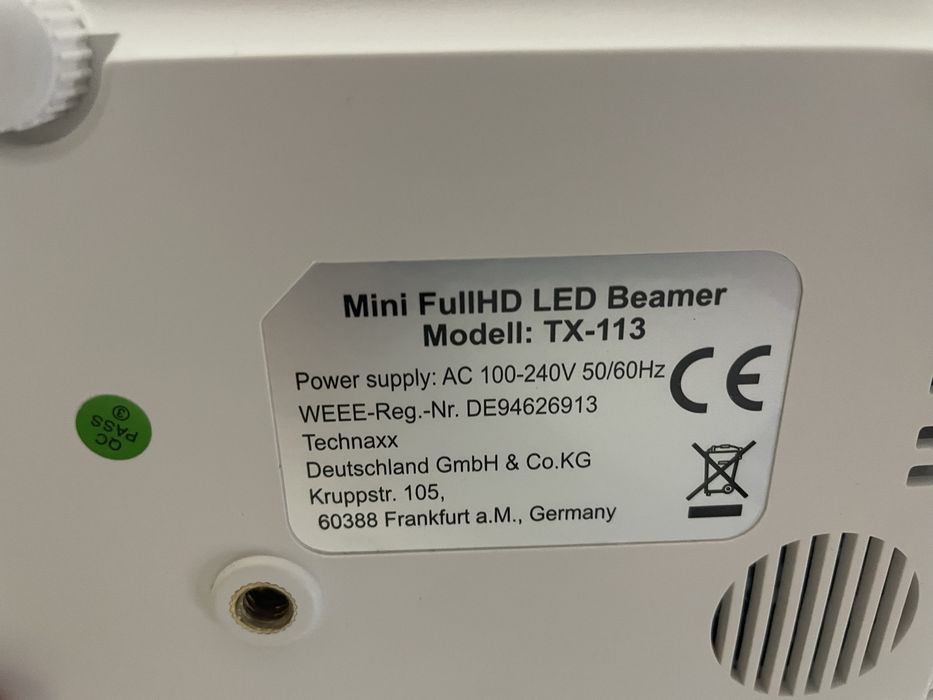 Mini FullHD LED Beamer
Modell: TX-113
Power supply: AC 100-240V 50/60Hz
CE
WEEE-Reg.-Nr. DE94626913
Technaxx
Deutschland GmbH & Co.KG
Kruppstr. 105,
60388 Frankfurt a.M., Germany
QC
PASS
3